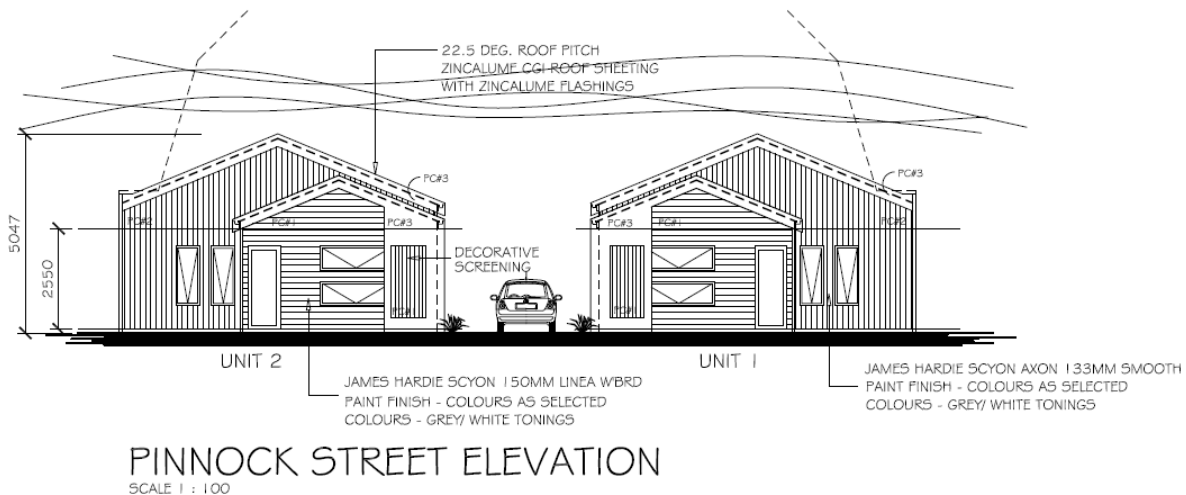 22.5 DEG. ROOF PITCH
ZINCALUME CGI ROOF SHEETING
WITH ZINCALUME FLASHINGS
PC#3
PC#3
PC#2
PC#1
PC#3
PC#3
PC#1
PC#2
5047
2550
DECORATIVE
SCREENING
UNIT 2
UNIT 1
JAMES HARDIE SCYON 150MM LINEA W'BRD
PAINT FINISH - COLOURS AS SELECTED
COLOURS - GREY/ WHITE TONINGS
JAMES HARDIE SCYON AXON 133MM SMOOTH
PAINT FINISH - COLOURS AS SELECTED
COLOURS - GREY/ WHITE TONINGS
PINNOCK STREET ELEVATION
SCALE 1 : 100